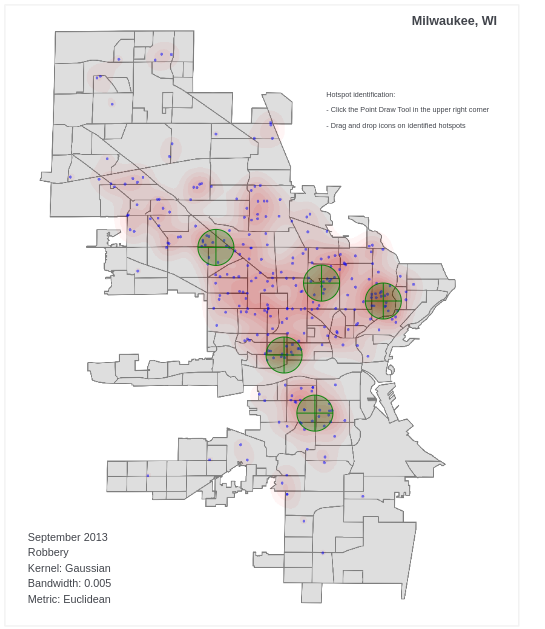 Milwaukee, WI
Hotspot identification:
- Click the Point Draw Tool in the upper right corner
- Drag and drop icons on identified hotspots
September 2013
Robbery
Kernel: Gaussian
Bandwidth: 0.005
Metric: Euclidean